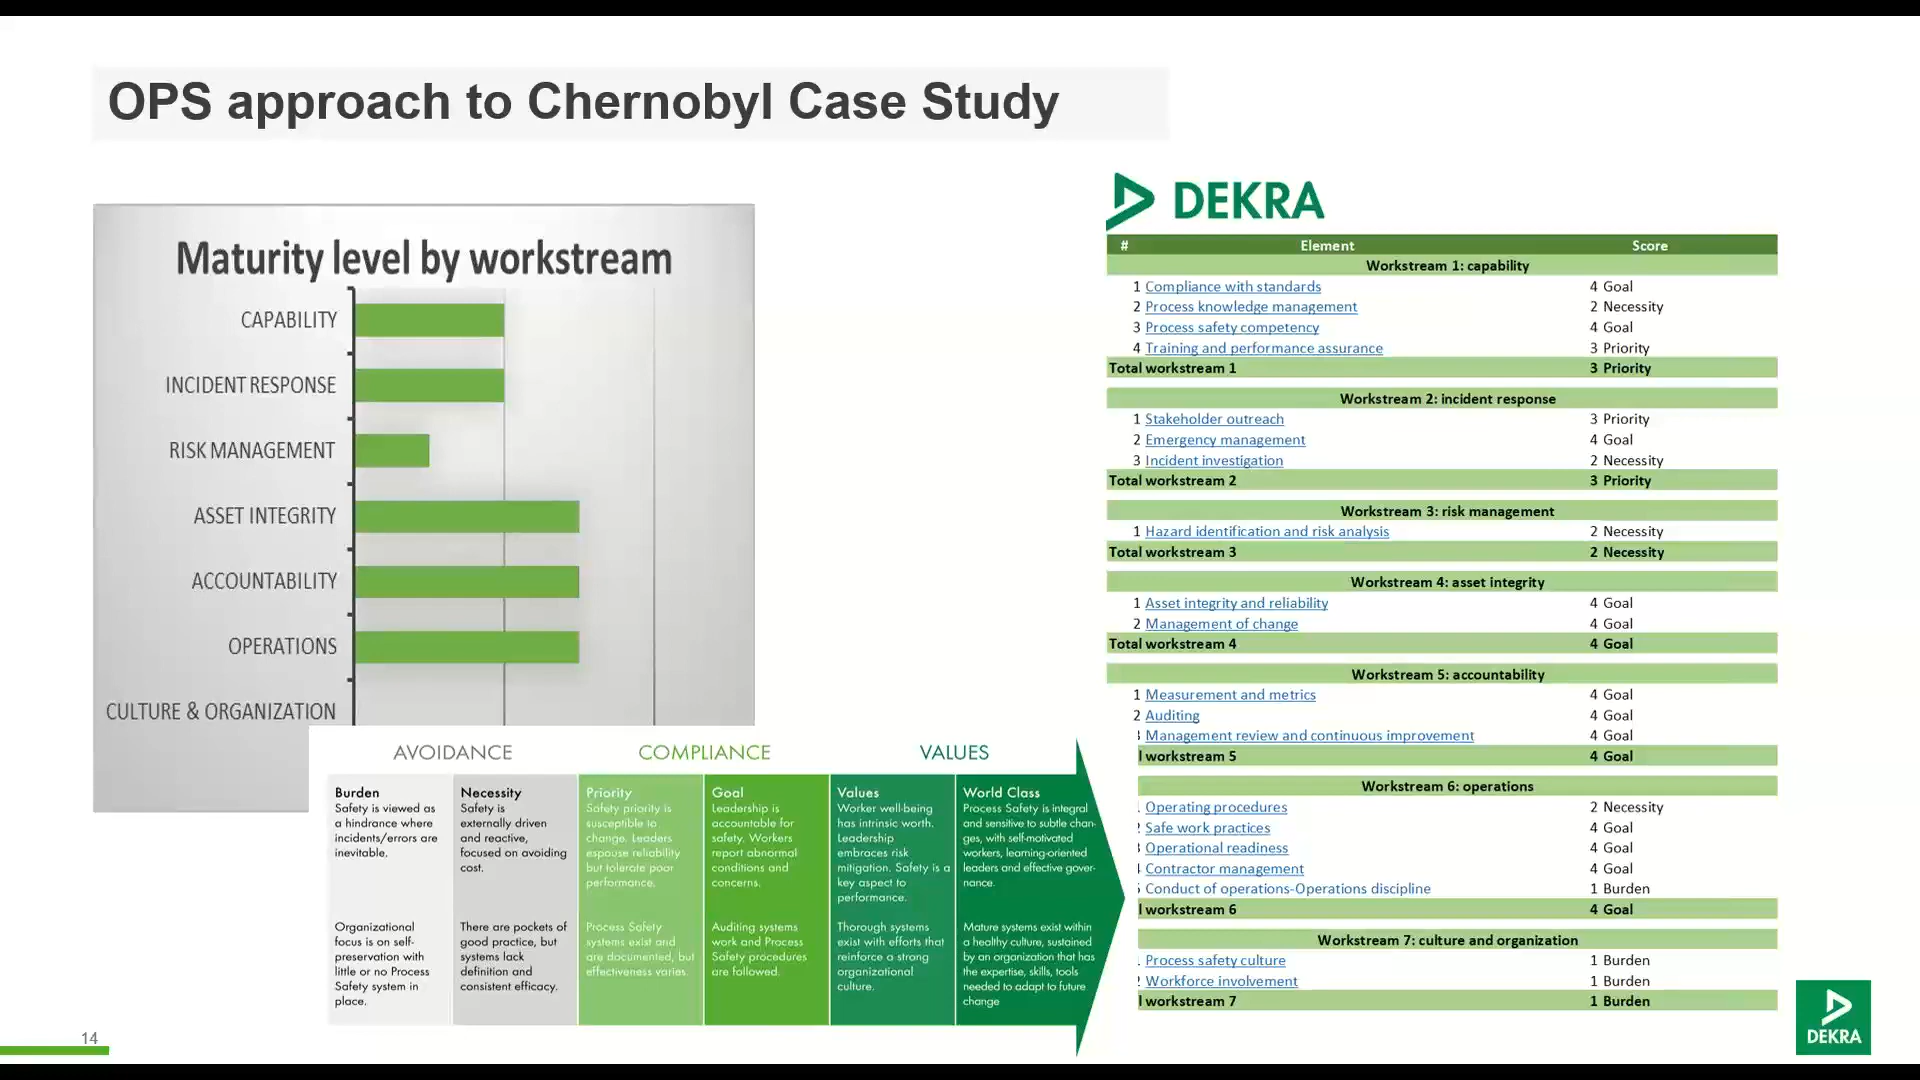 OPS approach to Chernobyl Case Study
Maturity level by workstream
CAPABILITY
INCIDENT RESPONSE
RISK MANAGEMENT
ASSET INTEGRITY
ACCOUNTABILITY
OPERATIONS
CULTURE & ORGANIZATION
AVOIDANCE
COMPLIANCE
VALUES
Burden
Safety is viewed as
a hindrance where
incidents/errors are
inevitable.
Organizational
focus is on self-
preservation with
little or no Process
Safety system in
place.
Necessity
Safety is
externally driven
and reactive,
focused on avoiding
cost.
There are pockets of
good practice, but
systems lack
definition and
consistent efficacy.
Priority
Safety priority is
susceptible to
change. Leaders
espouse reliability
but tolerate poor
performance.
Process Safety
systems exist and
are documented, but
effectiveness varies.
Goal
Leadership is
accountable for
safety. Workers
report abnormal
conditions and
concerns.
Auditing systems
work and Process
Safety procedures
are followed.
Values
Worker well-being
has intrinsic worth.
Leadership
embraces risk
mitigation. Safety is a
key aspect to
performance.
Thorough systems
exist with efforts that
reinforce a strong
organizational
culture.
World Class
Process Safety is integral
and sensitive to subtle chan-
ges, with self-motivated
workers, learning-oriented
leaders and effective gover-
nance.
Mature systems exist within
a healthy culture, sustained
by an organization that has
the expertise, skills, tools
needed to adapt to future
change
DEKRA
# Element Score
Workstream 1: capability
1 Compliance with standards 4 Goal
2 Process knowledge management 2 Necessity
3 Process safety competency 4 Goal
4 Training and performance assurance 3 Priority
Total workstream 1 3 Priority
Workstream 2: incident response
1 Stakeholder outreach 3 Priority
2 Emergency management 4 Goal
3 Incident investigation 2 Necessity
Total workstream 2 3 Priority
Workstream 3: risk management
1 Hazard identification and risk analysis 2 Necessity
Total workstream 3 2 Necessity
Workstream 4: asset integrity
1 Asset integrity and reliability 4 Goal
2 Management of change 4 Goal
Total workstream 4 4 Goal
Workstream 5: accountability
1 Measurement and metrics 4 Goal
2 Auditing 4 Goal
Management review and continuous improvement 4 Goal
workstream 5 4 Goal
Workstream 6: operations
Operating procedures 2 Necessity
Safe work practices 4 Goal
Operational readiness 4 Goal
Contractor management 4 Goal
Conduct of operations-Operations discipline 1 Burden
workstream 6 4 Goal
Workstream 7: culture and organization
Process safety culture 1 Burden
Workforce involvement 1 Burden
workstream 7 1 Burden
14
DEKRA